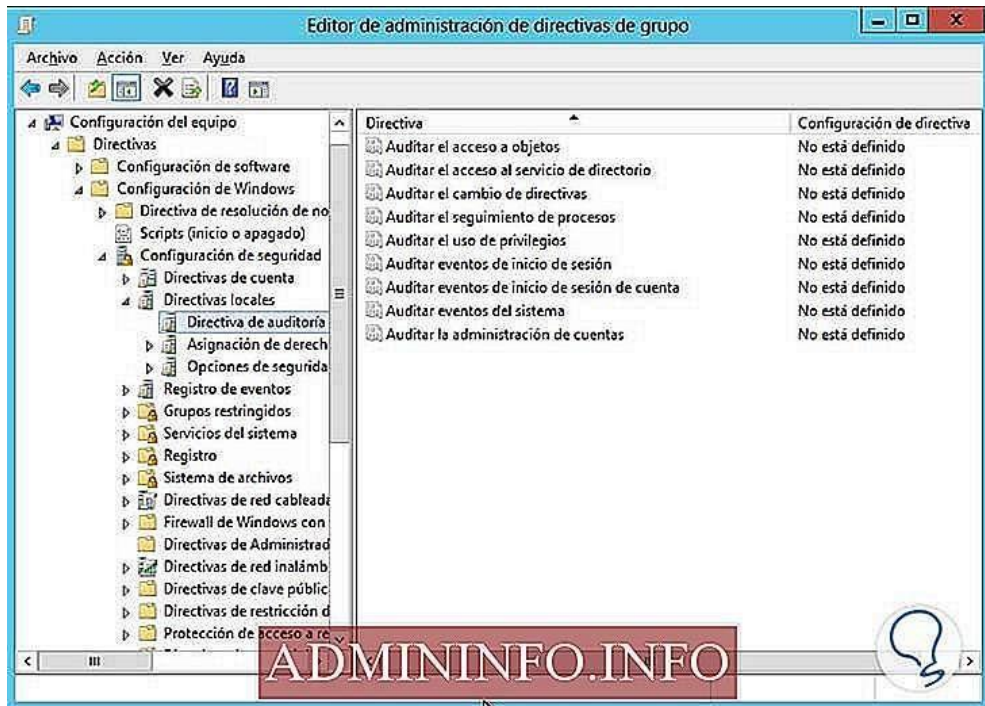 Editor de administración de directivas de grupo
Archivo Acción Ver Ayuda
Configuración del equipo
Directivas
Configuración de software
Configuración de Windows
Directiva de resolución de no
Scripts (inicio o apagado)
Configuración de seguridad
Directivas de cuenta
Directivas locales
Directiva de auditoría
Asignación de derech
Opciones de segurida
Registro de eventos
Grupos restringidos
Servicios del sistema
Registro
Sistema de archivos
Directivas de red cableada
Firewall de Windows con
Directivas de Administrad
Directivas de red inalámb
Directivas de clave públic
Directivas de restricción d
Protección de acceso a re
Directiva Configuración de directiva
Auditar el acceso a objetos No está definido
Auditar el acceso al servicio de directorio No está definido
Auditar el cambio de directivas No está definido
Auditar el seguimiento de procesos No está definido
Auditar el uso de privilegios No está definido
Auditar eventos de inicio de sesión No está definido
Auditar eventos de inicio de sesión de cuenta No está definido
Auditar eventos del sistema No está definido
Auditar la administración de cuentas No está definido
ADMININFO.INFO